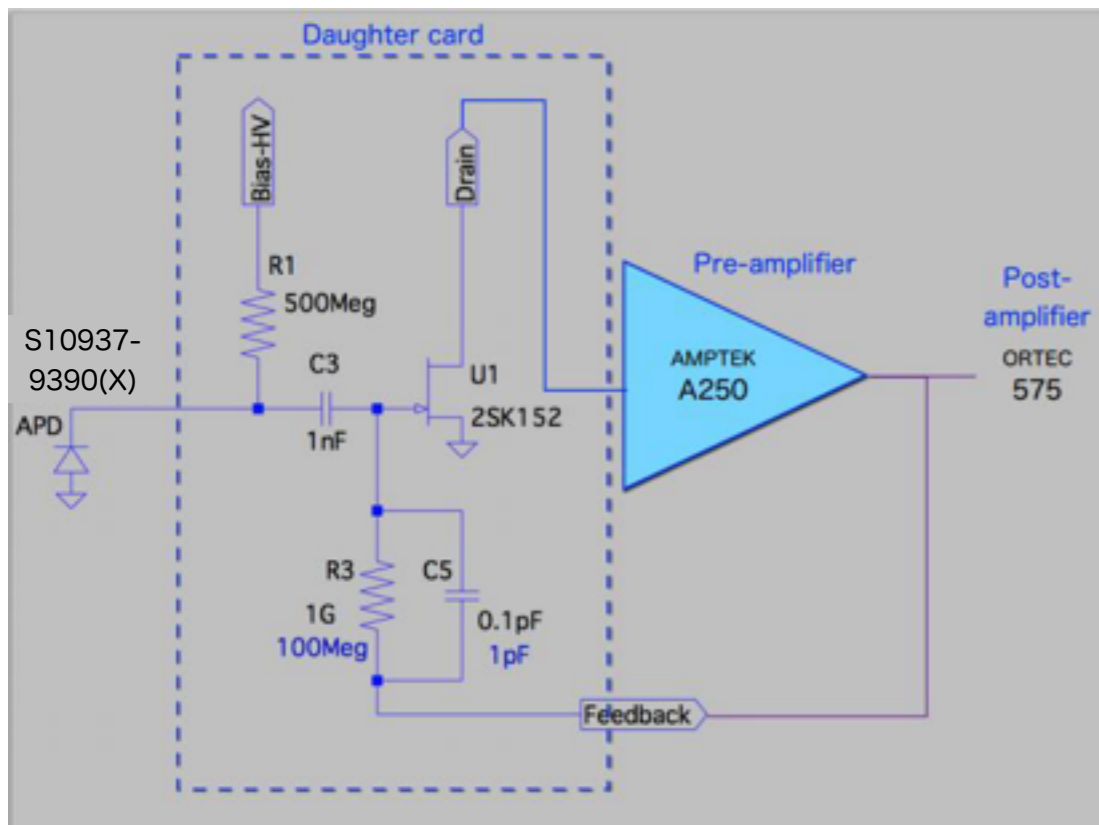 Daughter card
Bias-HV
Drain
R1
500Meg
Pre-amplifier
Post-
amplifier
S10937-
9390(X)
C3
U1
AMPTEK
A250
ORTEC
575
APD
1nF
2SK152
R3
C5
1G
0.1pF
100Meg
1pF
Feedback